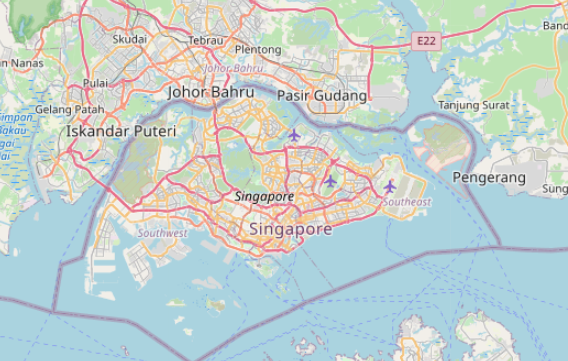 Skudai
Tebrau
Plentong
E22
Band
an Nanas
Johor Bahru
Pulai
Johor Bahru
Pasir Gudang
Tanjung Surat
Gelang Patah
Iskandar Puteri
Pengerang
Sung
Singapore
Southeast
Singapore
Southwest